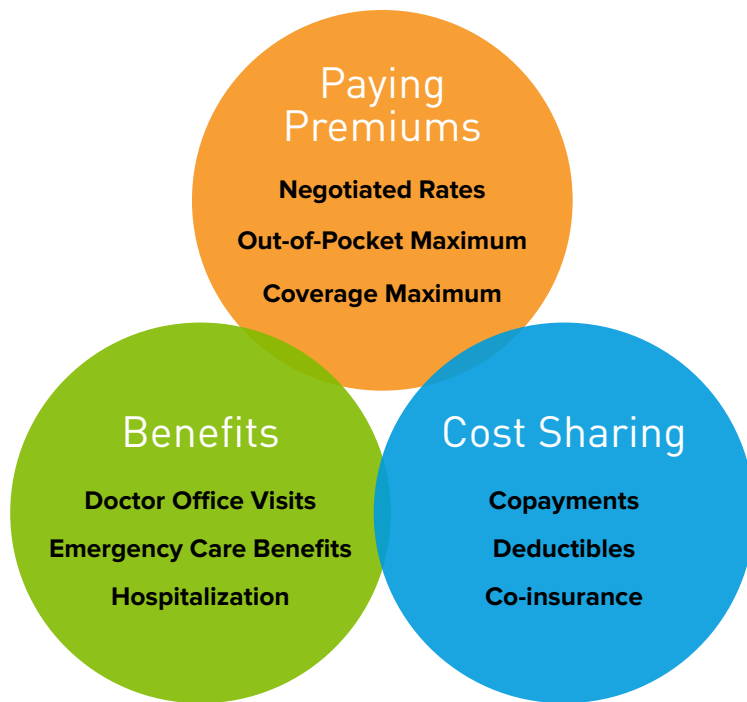 Paying
Premiums
Negotiated Rates
Out-of-Pocket Maximum
Coverage Maximum
Benefits
Doctor Office Visits
Emergency Care Benefits
Hospitalization
Cost Sharing
Copayments
Deductibles
Co-insurance